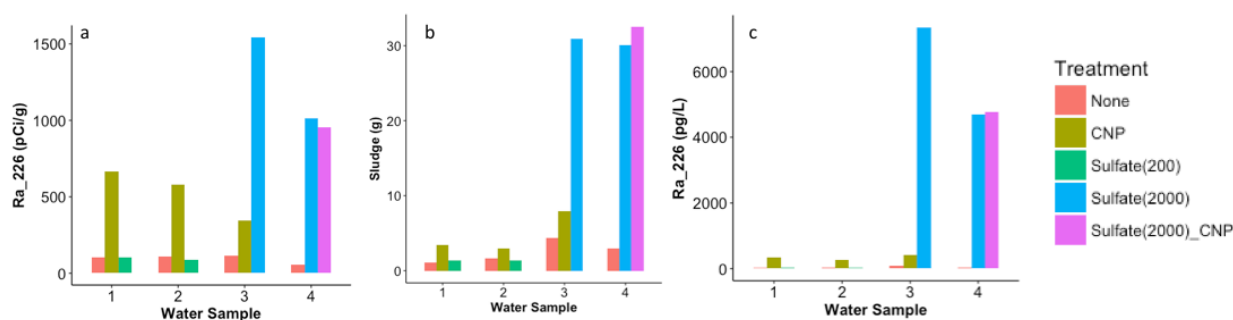 a
Ra_226 (pCi/g)
1500
1000
500
0
1 2 3 4
Water Sample
b
Sludge (g)
30
20
10
0
1 2 3 4
Water Sample
c
Ra_226 (pg/L)
6000
4000
2000
0
1 2 3 4
Water Sample
Treatment
None
CNP
Sulfate(200)
Sulfate(2000)
Sulfate(2000)_CNP